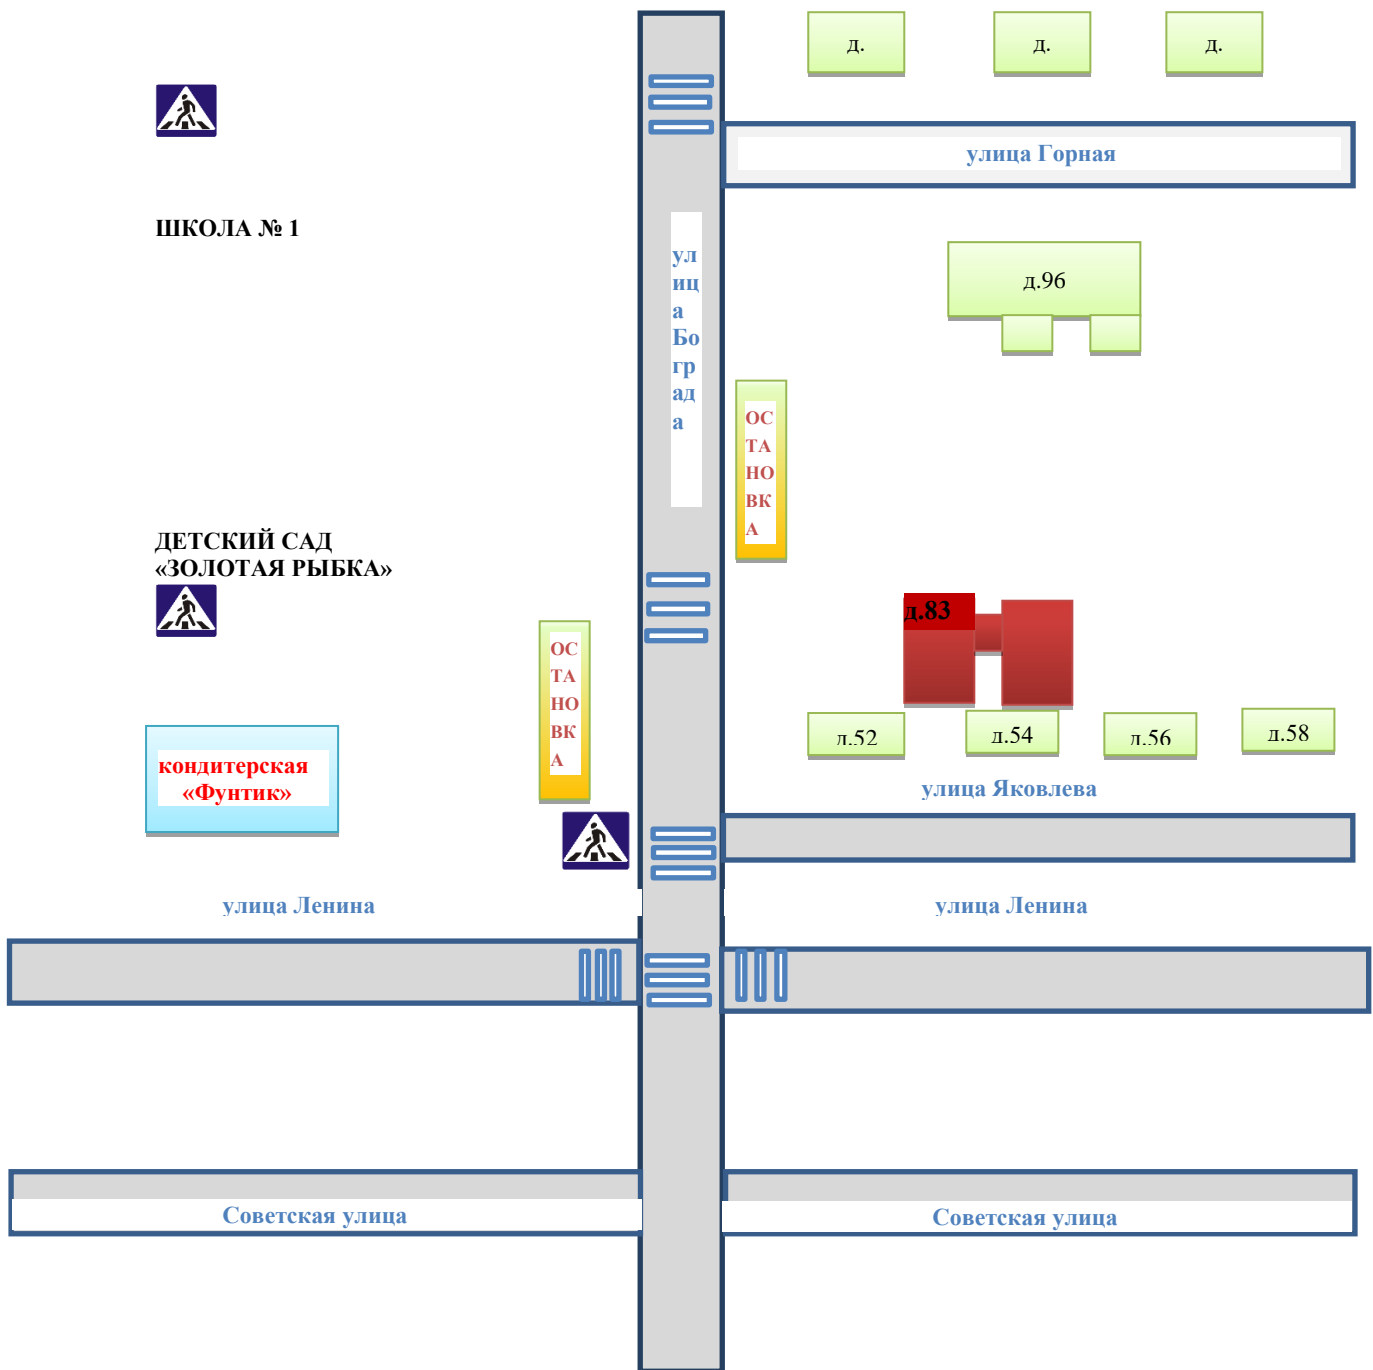 д.
д.
д.
улица Горная
ШКОЛА № 1
ул
иц
а
Бо
гр
ад
а
д.96
ОС
ТА
НО
ВК
А
ДЕТСКИЙ САД
«ЗОЛОТАЯ РЫБКА»
д.83
ОС
ТА
НО
ВК
А
д.52
д.54
д.56
д.58
кондитерская
«Фунтик»
улица Яковлева
улица Ленина
улица Ленина
Советская улица
Советская улица